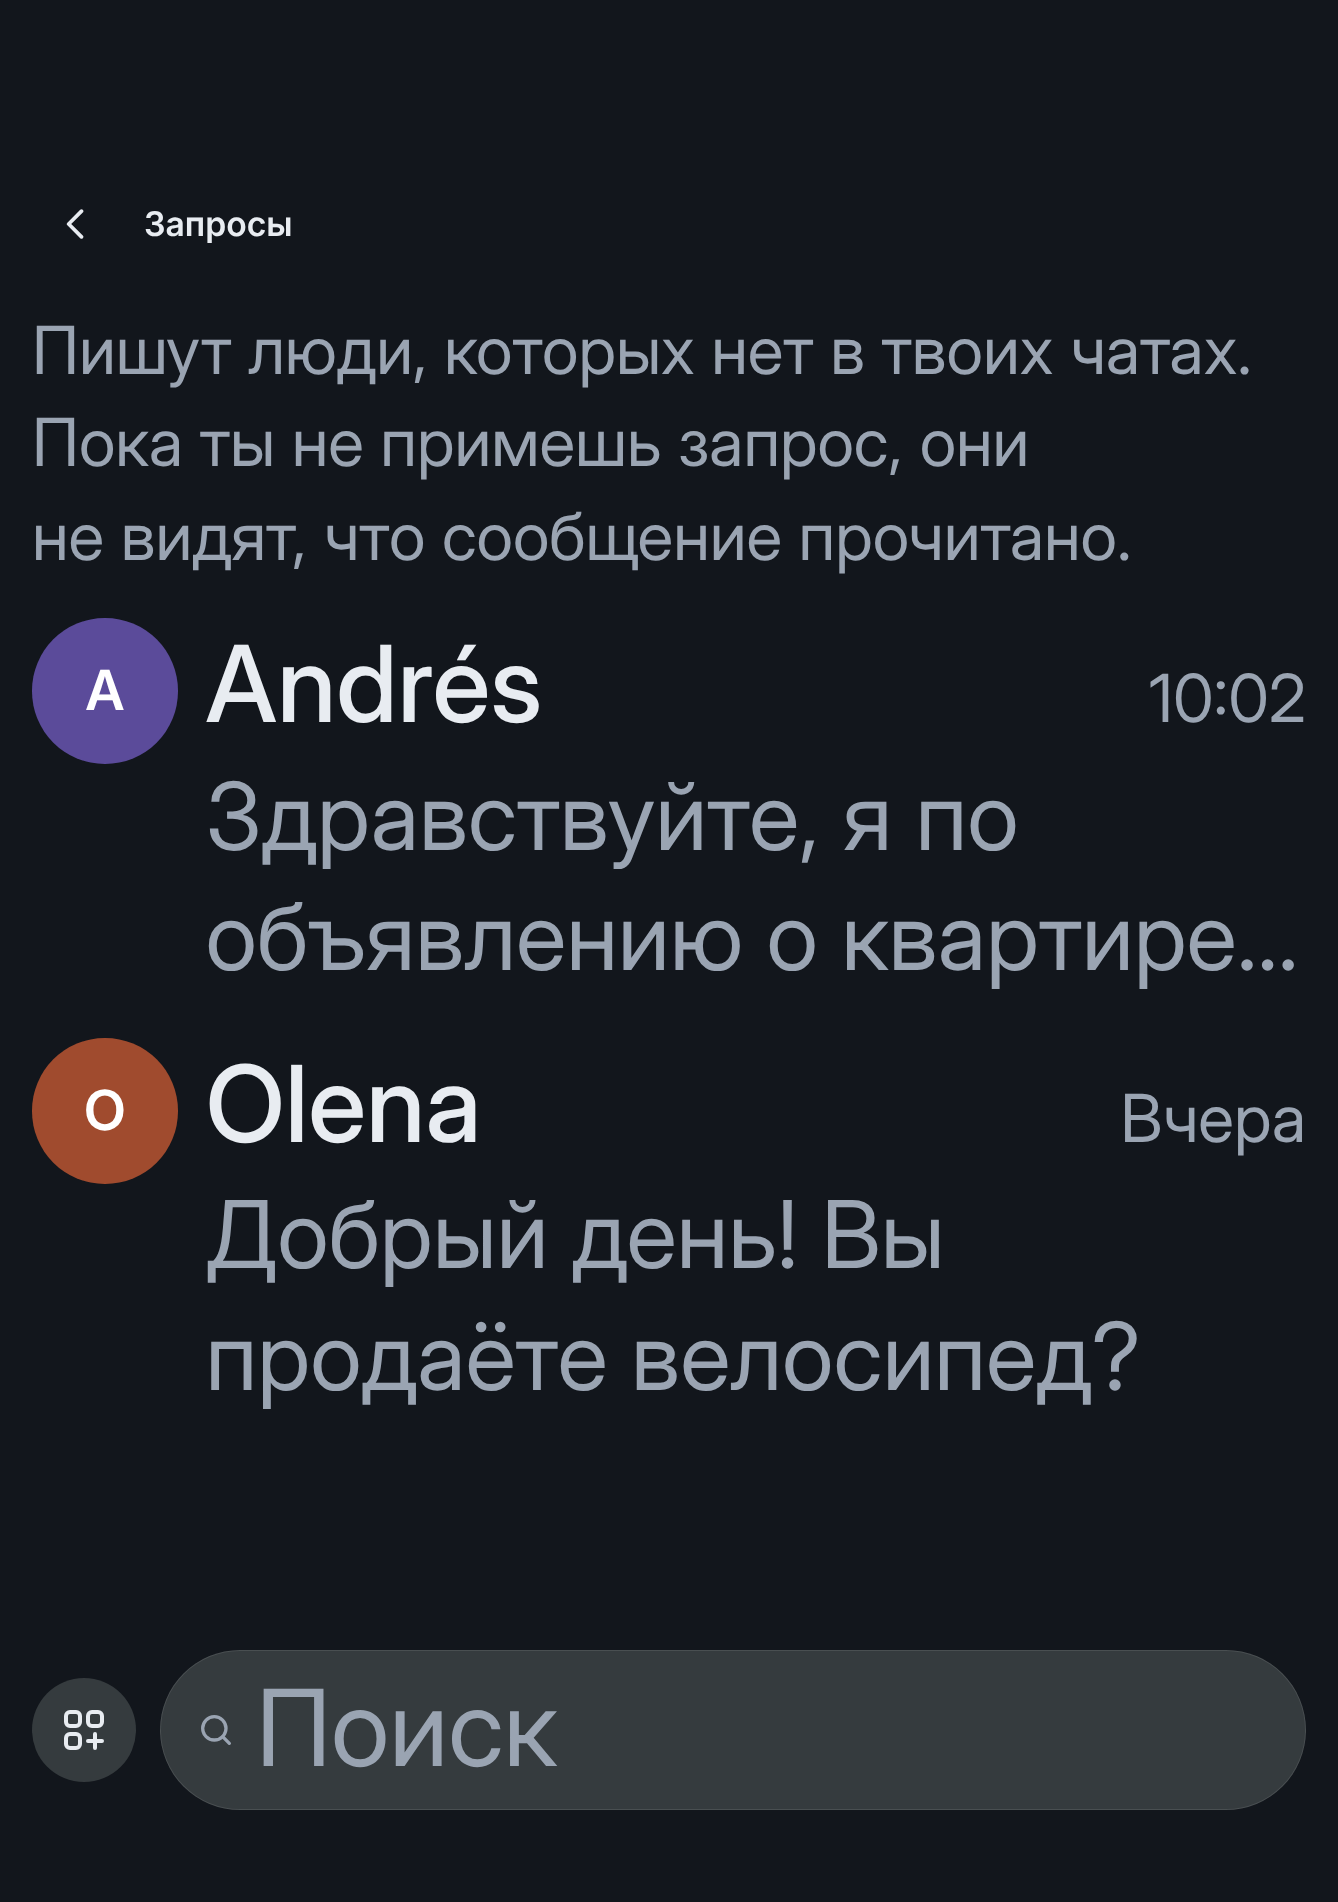 Запросы
Пишут люди, которых нет в твоих чатах.
Пока ты не примешь запрос, они
не видят, что сообщение прочитано.
A
Andrés
10:02
Здравствуйте, я по
объявлению о квартире...
O
Olena
Вчера
Добрый день! Вы
продаёте велосипед?
Поиск